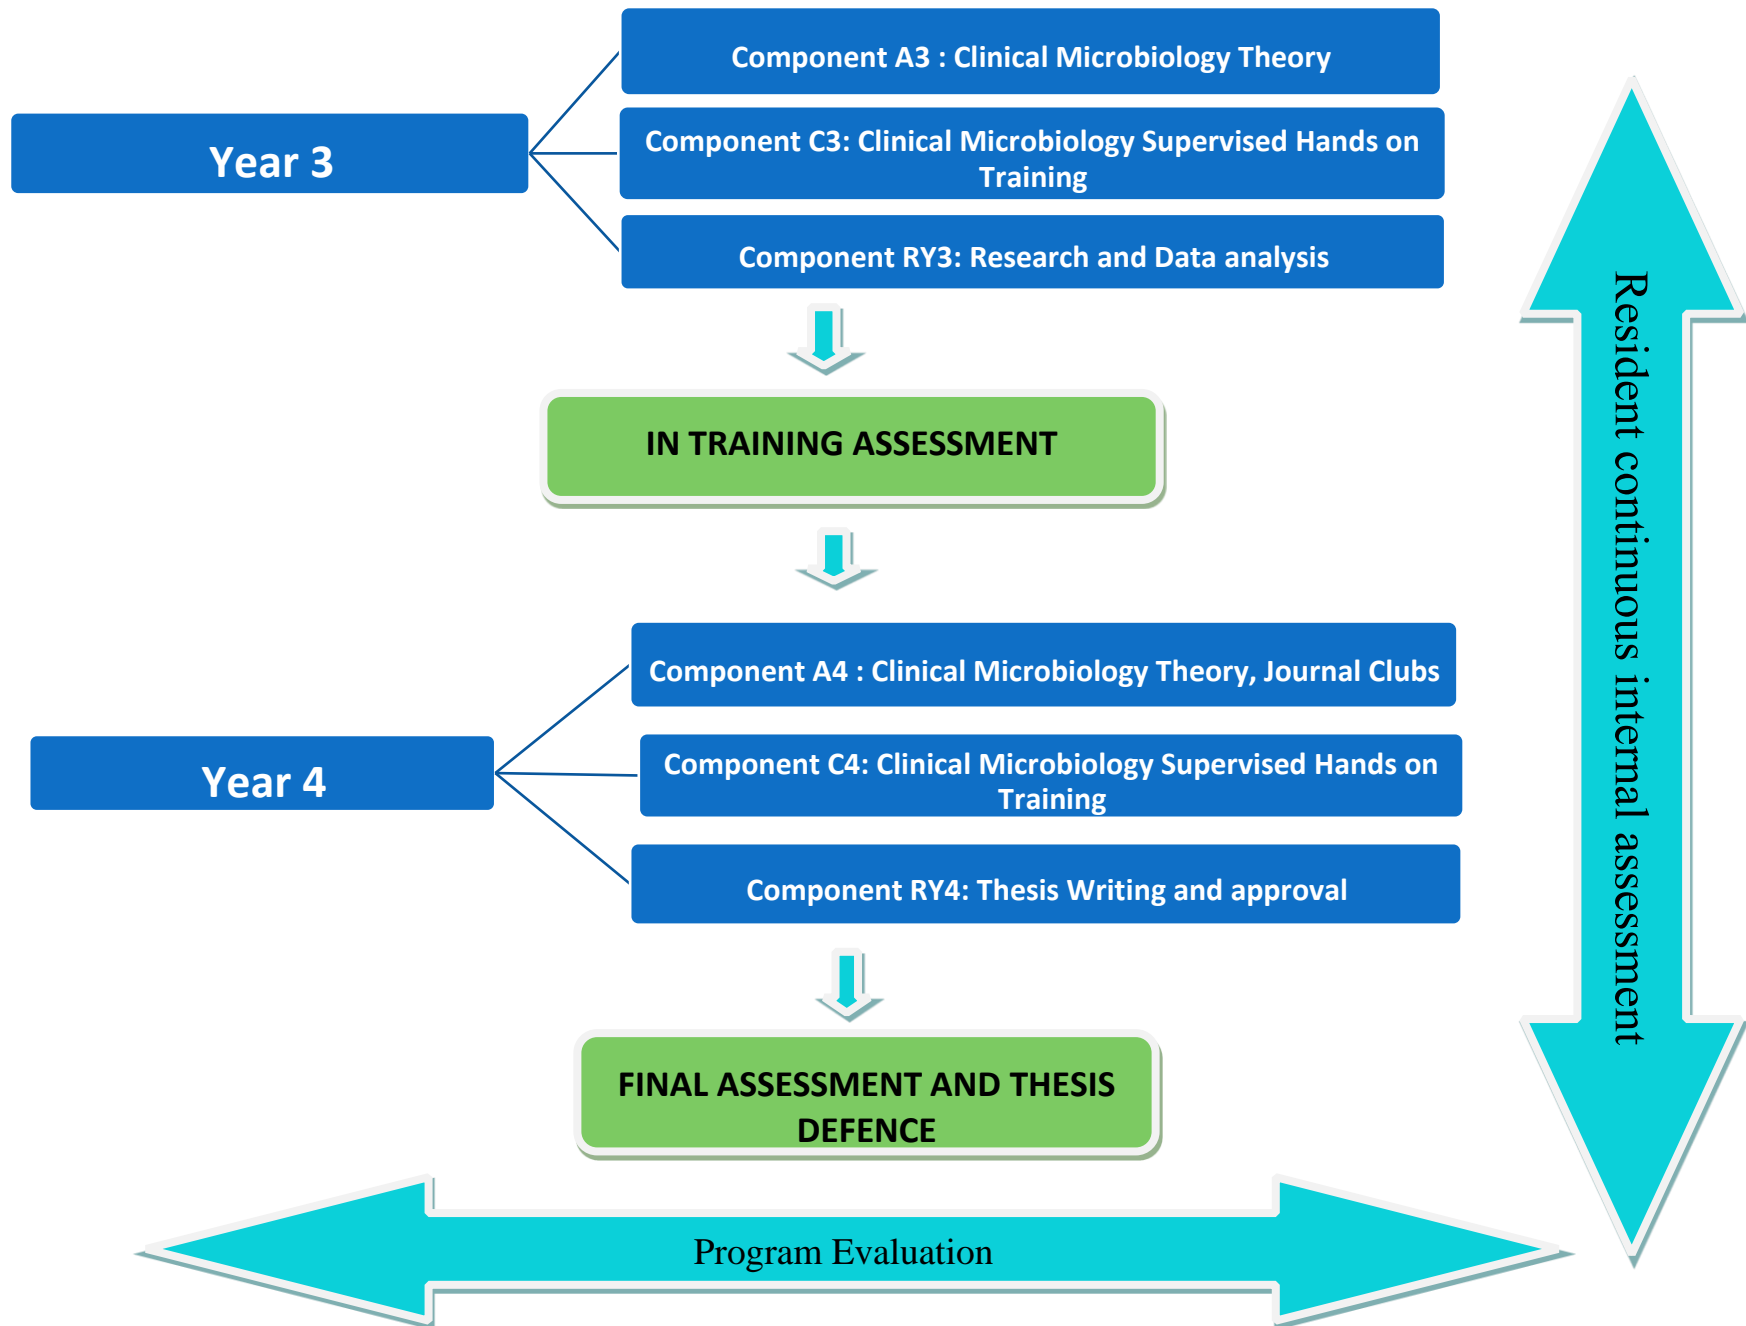 Component A3 : Clinical Microbiology Theory
Year 3
Component C3: Clinical Microbiology Supervised Hands on
Training
Component RY3: Research and Data analysis
IN TRAINING ASSESSMENT
Component A4 : Clinical Microbiology Theory, Journal Clubs
Year 4
Component C4: Clinical Microbiology Supervised Hands on
Training
Component RY4: Thesis Writing and approval
FINAL ASSESSMENT AND THESIS
DEFENCE
Resident continuous internal assessment
Program Evaluation